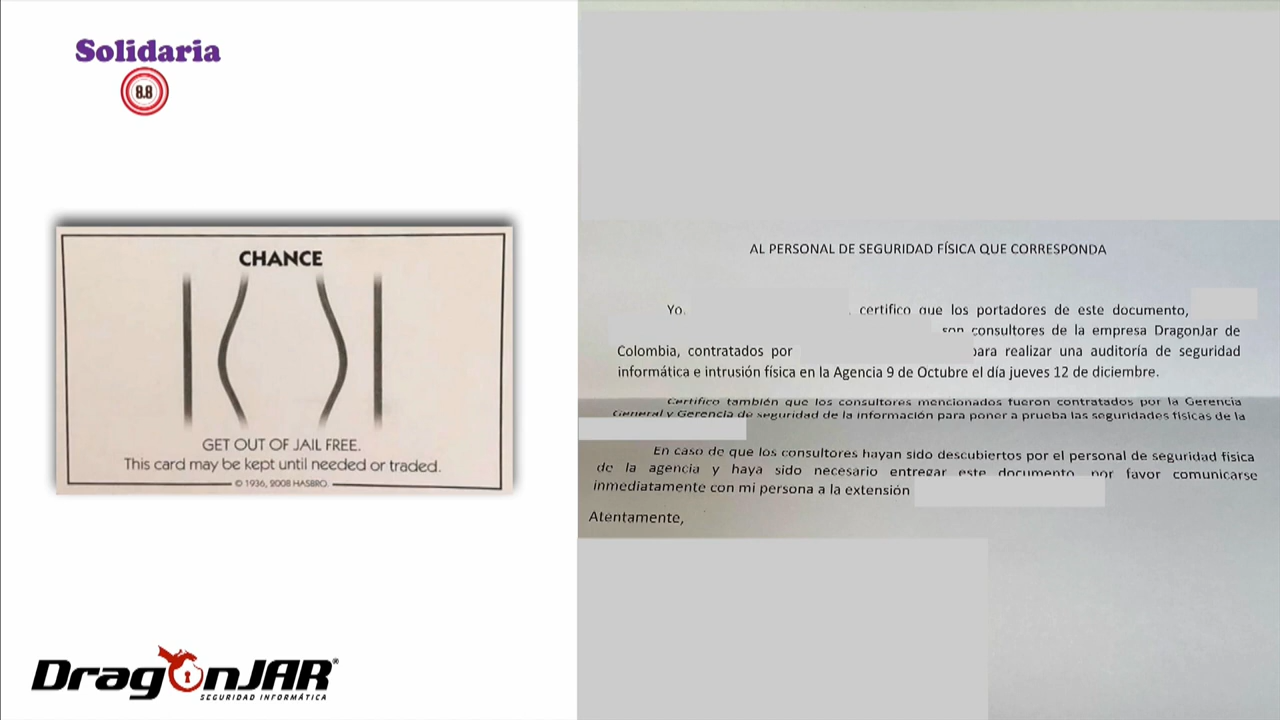 Solidaria
8.8
CHANCE
GET OUT OF JAIL FREE.
This card may be kept until needed or traded.
© 1936, 2008 HASBRO.
DragonJAR®
SEGURIDAD INFORMÁTICA
AL PERSONAL DE SEGURIDAD FÍSICA QUE CORRESPONDA
Yo, certifico que los portadores de este documento,
son consultores de la empresa DragonJar de
Colombia, contratados por para realizar una auditoría de seguridad
informática e intrusión física en la Agencia 9 de Octubre el día jueves 12 de diciembre.
Certifico también que los consultores mencionados fueron contratados por la Gerencia
General y Gerencia de seguridad de la información para poner a prueba las seguridades físicas de la
En caso de que los consultores hayan sido descubiertos por el personal de seguridad física
de la agencia y haya sido necesario entregar este documento, por favor comunicarse
inmediatamente con mi persona a la extensión
Atentamente,